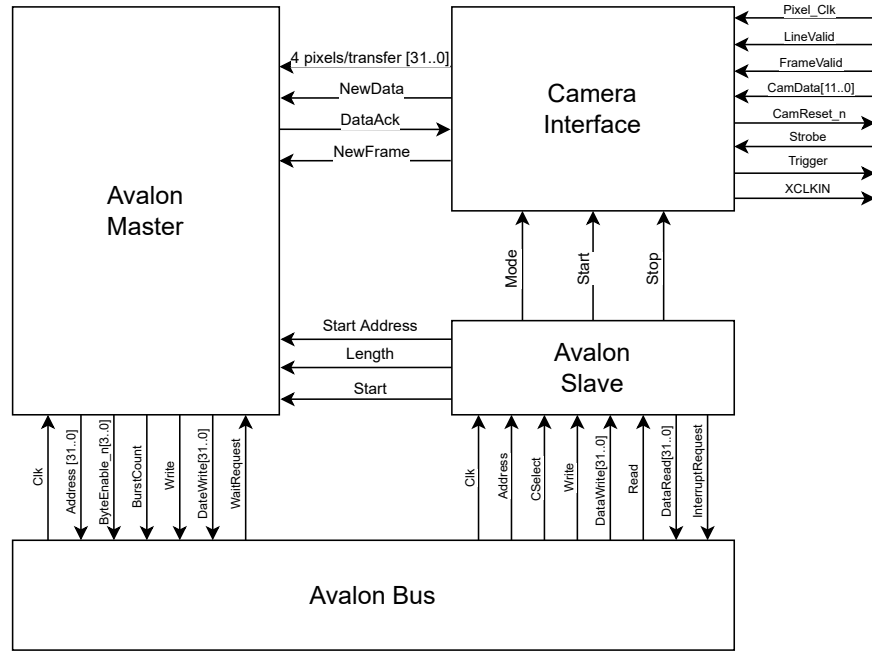 Pixel_Clk
LineValid
FrameValid
CamData[11..0]
CamReset_n
Strobe
Trigger
XCLKIN
4 pixels/transfer [31..0]
NewData
DataAck
NewFrame
Camera
Interface
Avalon
Master
Mode
Start
Stop
Start Address
Length
Start
Avalon
Slave
Clk
Address [31..0]
ByteEnable_n[3..0]
BurstCount
Write
DateWrite[31..0]
WaitRequest
Clk
Address
CSelect
Write
DataWrite[31..0]
Read
DataRead[31..0]
InterruptRequest
Avalon Bus